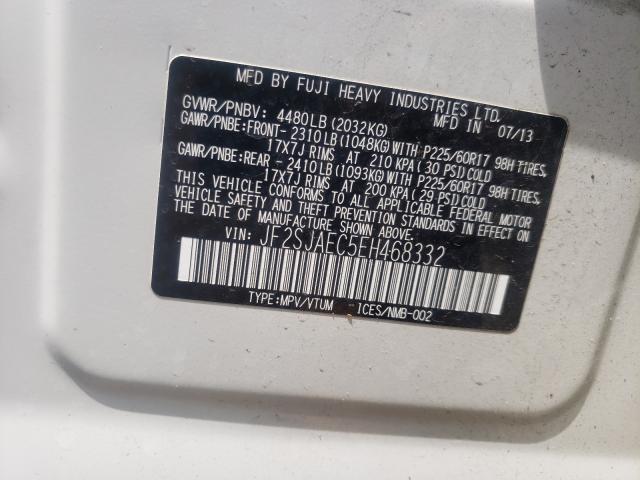 MFD BY FUJI HEAVY INDUSTRIES LTD.
GVWR/PNBV: 4480LB (2032KG) MFD IN 07/13
GAWR/PNBE: FRONT- 2310LB (1048KG) WITH P225/60R17 98H TIRES,
17X7J RIMS AT 210 KPA (30 PSI) COLD
GAWR/PNBE: REAR - 2410LB (1093KG) WITH P225/60R17 98H TIRES,
17X7J RIMS AT 200 KPA (29 PSI) COLD
THIS VEHICLE CONFORMS TO ALL APPLICABLE FEDERAL MOTOR
VEHICLE SAFETY AND THEFT PREVENTION STANDARDS IN EFFECT ON
THE DATE OF MANUFACTURE SHOWN ABOVE.
VIN: JF2SJAEC5EH468332
TYPE:MPV/VTUM ICES/NMB-002